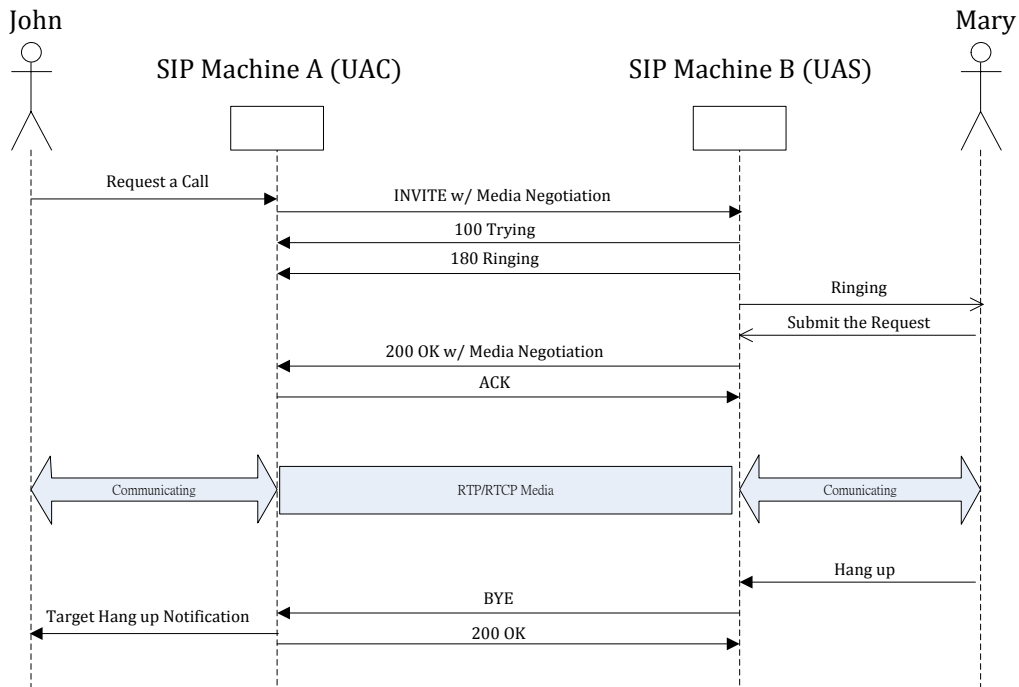 John
Mary
SIP Machine A (UAC)
SIP Machine B (UAS)
Request a Call
INVITE w/ Media Negotiation
100 Trying
180 Ringing
Ringing
Submit the Request
200 OK w/ Media Negotiation
ACK
Communicating
RTP/RTCP Media
Comunicating
Hang up
BYE
Target Hang up Notification
200 OK